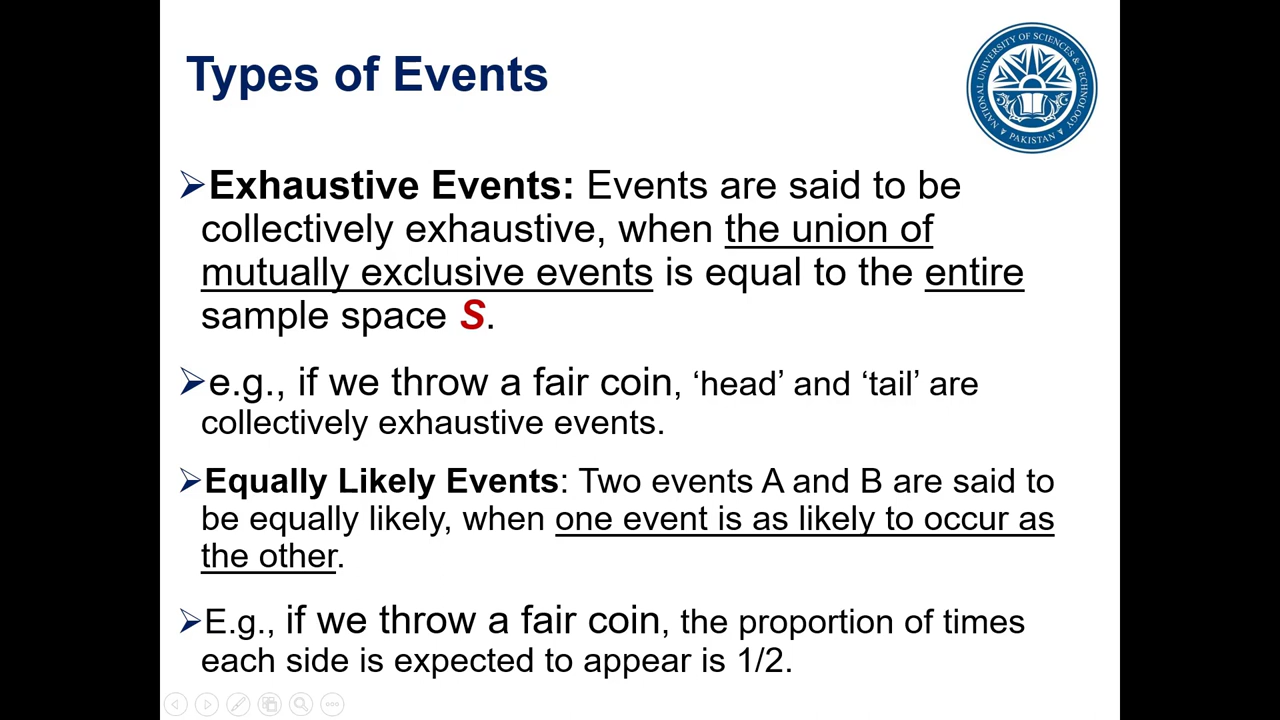 Types of Events
NATIONAL UNIVERSITY OF SCIENCES & TECHNOLOGY
PAKISTAN
➢Exhaustive Events: Events are said to be
collectively exhaustive, when the union of
mutually exclusive events is equal to the entire
sample space S.
➢e.g., if we throw a fair coin, ‘head’ and ‘tail’ are
collectively exhaustive events.
➢Equally Likely Events: Two events A and B are said to
be equally likely, when one event is as likely to occur as
the other.
➢E.g., if we throw a fair coin, the proportion of times
each side is expected to appear is 1/2.